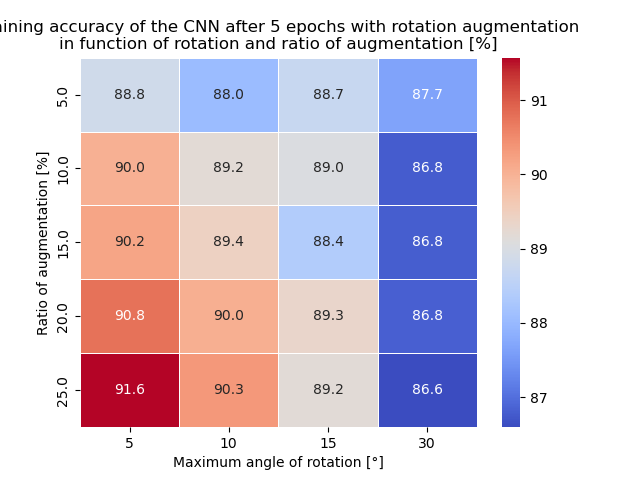 ining accuracy of the CNN after 5 epochs with rotation augmentation
in function of rotation and ratio of augmentation [%]
Ratio of augmentation [%]
5.0 88.8 88.0 88.7 87.7
10.0 90.0 89.2 89.0 86.8
15.0 90.2 89.4 88.4 86.8
20.0 90.8 90.0 89.3 86.8
25.0 91.6 90.3 89.2 86.6
5 10 15 30
Maximum angle of rotation [°]
91
90
89
88
87